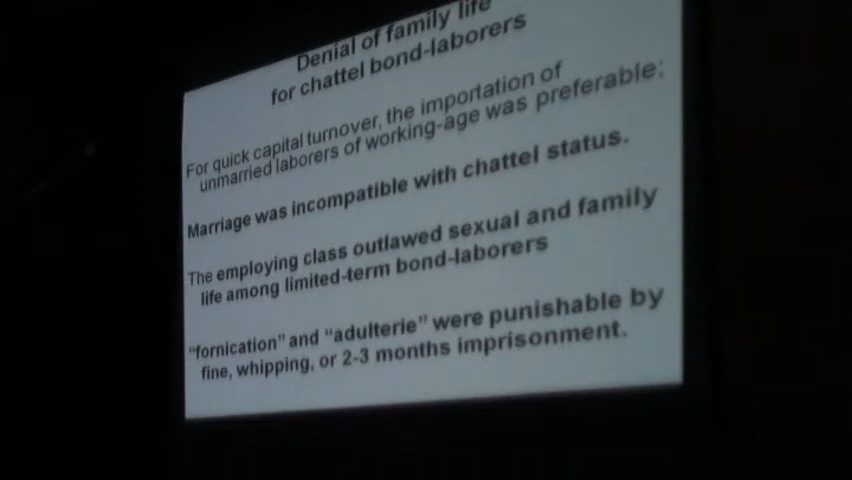 Denial of family life
for chattel bond-laborers
For quick capital turnover, the importation of
unmarried laborers of working-age was preferable:
Marriage was incompatible with chattel status.
The employing class outlawed sexual and family
life among limited-term bond-laborers
“fornication” and “adulterie” were punishable by
fine, whipping, or 2-3 months imprisonment.